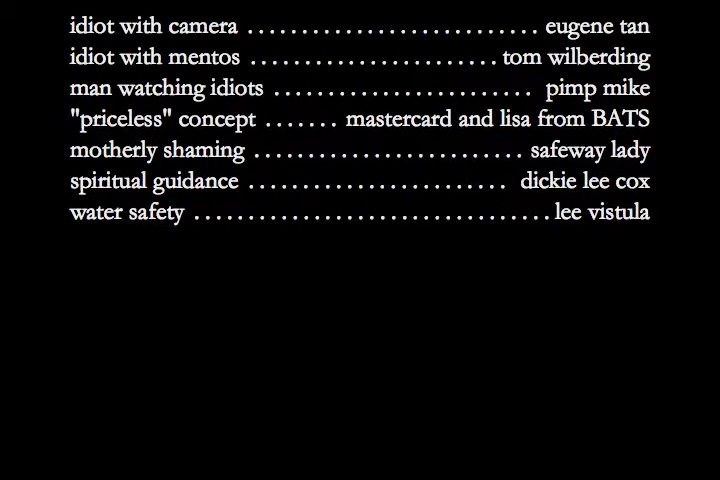 idiot with camera . . . . . . . . . . . . . . . . . . . . . . . . . . . eugene tan
idiot with mentos . . . . . . . . . . . . . . . . . . . . . . . tom wilberding
man watching idiots . . . . . . . . . . . . . . . . . . . . . . . . pimp mike
"priceless" concept . . . . . . . mastercard and lisa from BATS
motherly shaming . . . . . . . . . . . . . . . . . . . . . . . . . safeway lady
spiritual guidance . . . . . . . . . . . . . . . . . . . . . . . . dickie lee cox
water safety . . . . . . . . . . . . . . . . . . . . . . . . . . . . . . . . . lee vistula